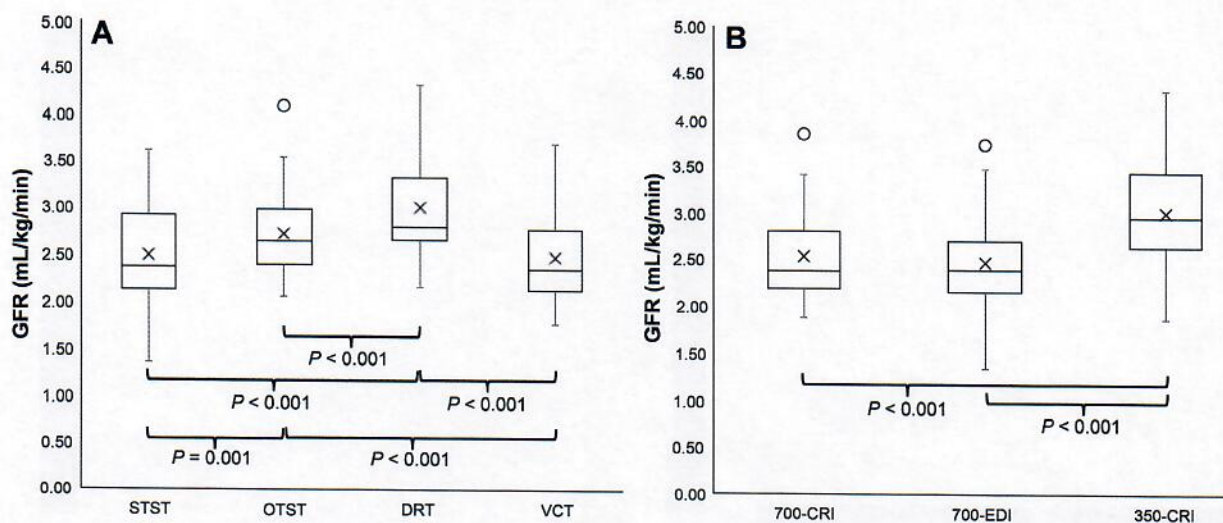 A
GFR (mL/kg/min)
5.00
4.50
4.00
3.50
3.00
2.50
2.00
1.50
1.00
0.50
0.00
P < 0.001
P < 0.001
P < 0.001
P = 0.001
P < 0.001
STST
OTST
DRT
VCT
B
GFR (mL/kg/min)
5.00
4.50
4.00
3.50
3.00
2.50
2.00
1.50
1.00
0.50
0.00
P < 0.001
P < 0.001
700-CRI
700-EDI
350-CRI